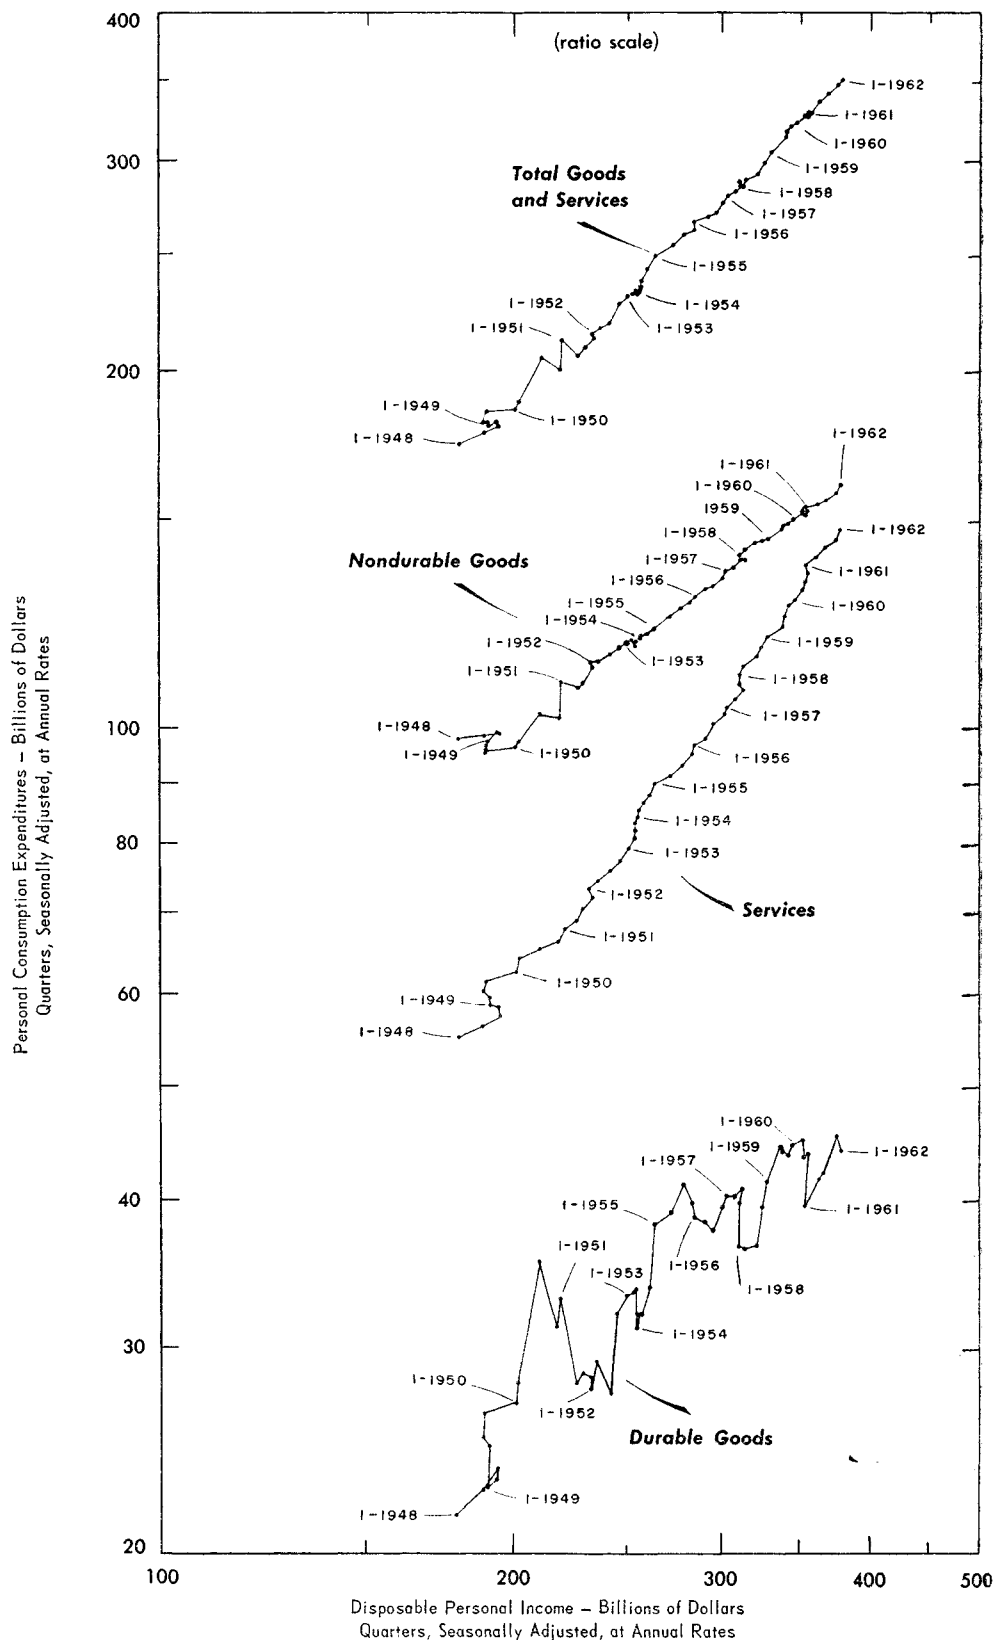 400
(ratio scale)
I-1962
I-1961
300
I-1960
I-1959
Total Goods
and Services
I-1958
I-1957
I-1956
I-1955
I-1952
I-1954
I-1951
I-1953
200
I-1949
I-1950
I-1948
I-1962
I-1961
I-1960
1959
I-1962
I-1958
Nondurable Goods
I-1957
I-1961
I-1956
I-1955
I-1960
I-1954
I-1952
I-1959
I-1953
I-1951
I-1958
100
I-1948
I-1957
I-1949
I-1950
I-1956
I-1955
I-1954
80
I-1953
I-1952
Services
I-1951
60
I-1949
I-1950
I-1948
I-1960
I-1959
I-1962
I-1957
40
I-1955
I-1961
I-1951
I-1956
I-1953
I-1958
I-1954
30
I-1950
I-1952
Durable Goods
I-1949
I-1948
20
100
200
300
400
500
Personal Consumption Expenditures – Billions of Dollars
Quarters, Seasonally Adjusted, at Annual Rates
Disposable Personal Income – Billions of Dollars
Quarters, Seasonally Adjusted, at Annual Rates